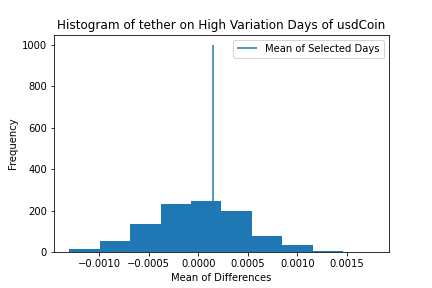 Histogram of tether on High Variation Days of usdCoin
Mean of Selected Days
Frequency
1000
800
600
400
200
0
−0.0010 −0.0005 0.0000 0.0005 0.0010 0.0015
Mean of Differences